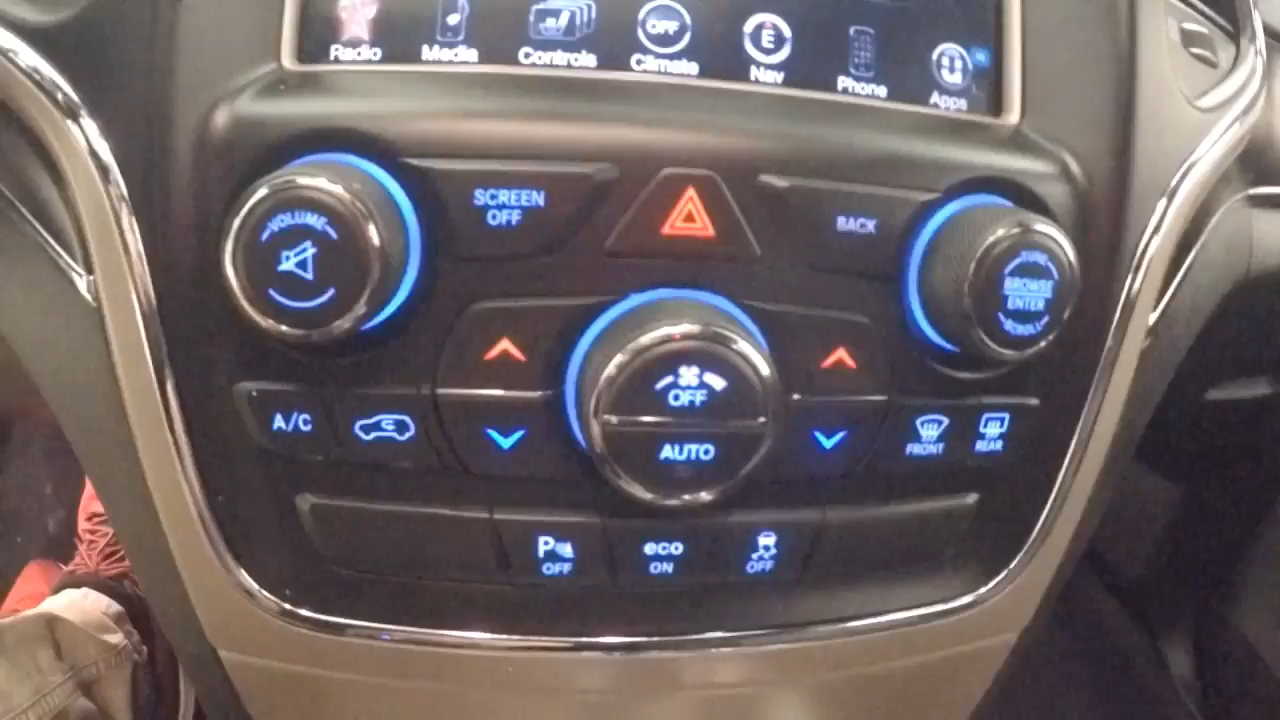 Radio
Media
Controls
OFF
Climate
E
Nav
Phone
Apps
VOLUME
SCREEN
OFF
BACK
TUNE
BROWSE
ENTER
SCROLL
A/C
OFF
AUTO
FRONT
REAR
P
OFF
eco
ON
OFF